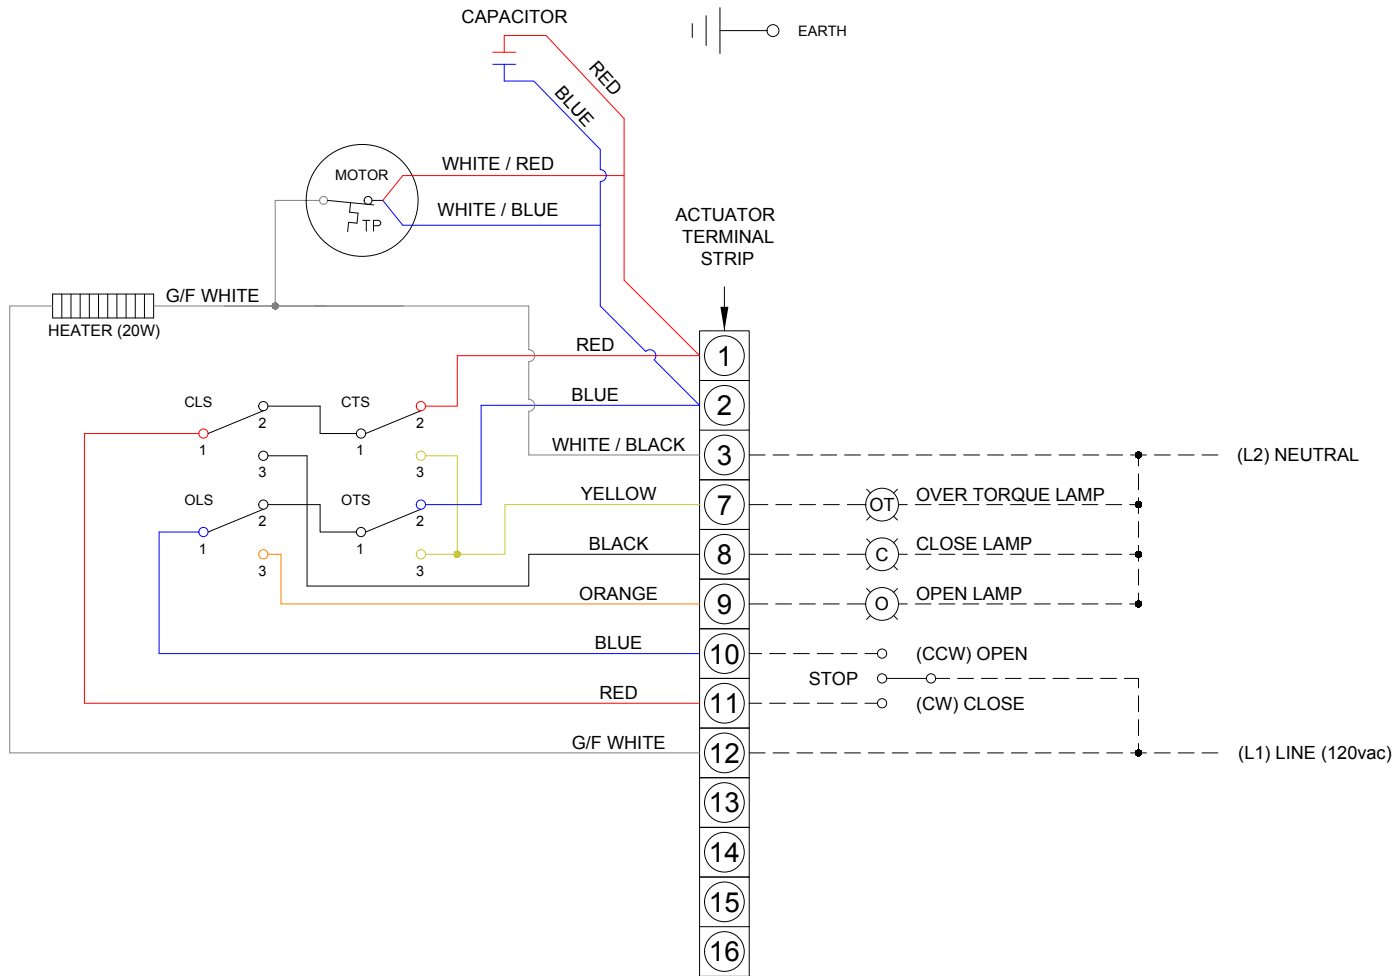 CAPACITOR
EARTH
RED
BLUE
MOTOR
WHITE / RED
TP
WHITE / BLUE
ACTUATOR
TERMINAL
STRIP
G/F WHITE
HEATER (20W)
RED
1
CLS
2
1
3
CTS
2
1
3
BLUE
2
WHITE / BLACK
3
(L2) NEUTRAL
OLS
2
1
3
OTS
2
1
3
YELLOW
7
OT
OVER TORQUE LAMP
BLACK
8
C
CLOSE LAMP
ORANGE
9
O
OPEN LAMP
BLUE
10
(CCW) OPEN
STOP
RED
11
(CW) CLOSE
G/F WHITE
12
(L1) LINE (120vac)
13
14
15
16